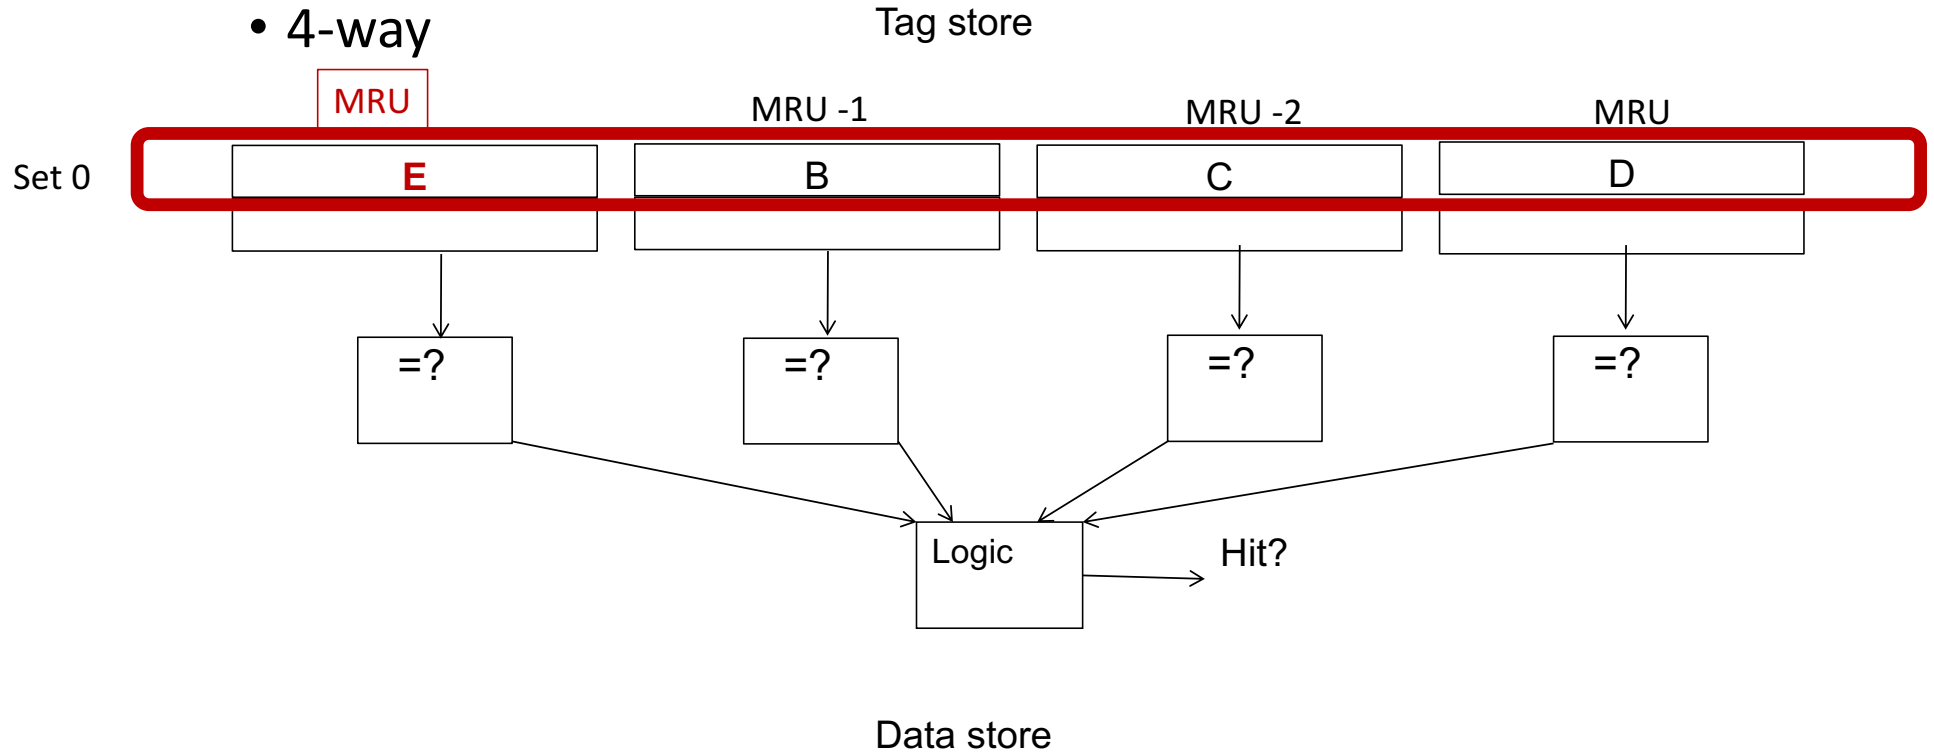 • 4-way
Tag store
MRU
MRU -1
MRU -2
MRU
Set 0
E
B
C
D
=?
=?
=?
=?
Logic
Hit?
Data store